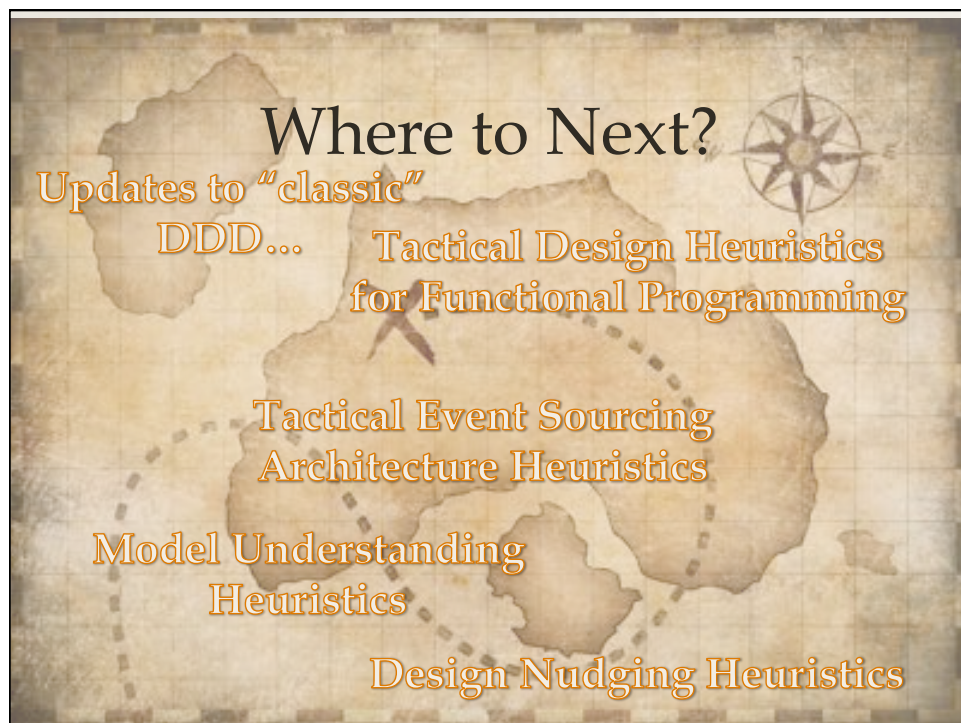 Where to Next?
Updates to “classic”
DDD…
Tactical Design Heuristics
for Functional Programming
Tactical Event Sourcing
Architecture Heuristics
Model Understanding
Heuristics
Design Nudging Heuristics